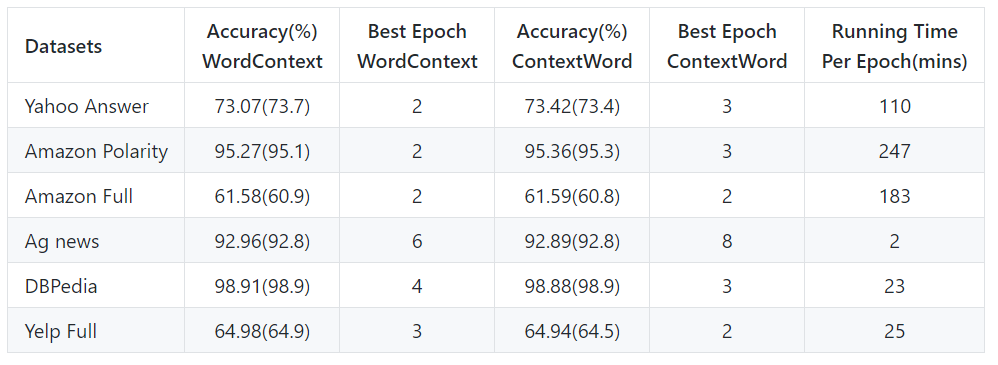 Datasets Accuracy(%) WordContext Best Epoch WordContext Accuracy(%) ContextWord Best Epoch ContextWord Running Time Per Epoch(mins)
Yahoo Answer 73.07(73.7) 2 73.42(73.4) 3 110
Amazon Polarity 95.27(95.1) 2 95.36(95.3) 3 247
Amazon Full 61.58(60.9) 2 61.59(60.8) 2 183
Ag news 92.96(92.8) 6 92.89(92.8) 8 2
DBPedia 98.91(98.9) 4 98.88(98.9) 3 23
Yelp Full 64.98(64.9) 3 64.94(64.5) 2 25